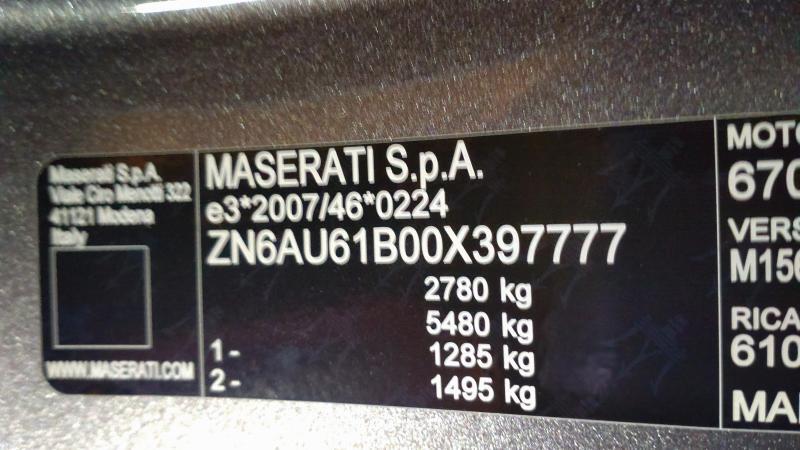 Maserati S.p.A.
Viale Ciro Menotti 322
41121 Modena
Italy
WWW.MASERATI.COM
MASERATI S.p.A.
e3*2007/46*0224
ZN6AU61B00X397777
2780 kg
5480 kg
1 - 1285 kg
2 - 1495 kg
MOTO
670
VERS
M156
RICA
610
MA